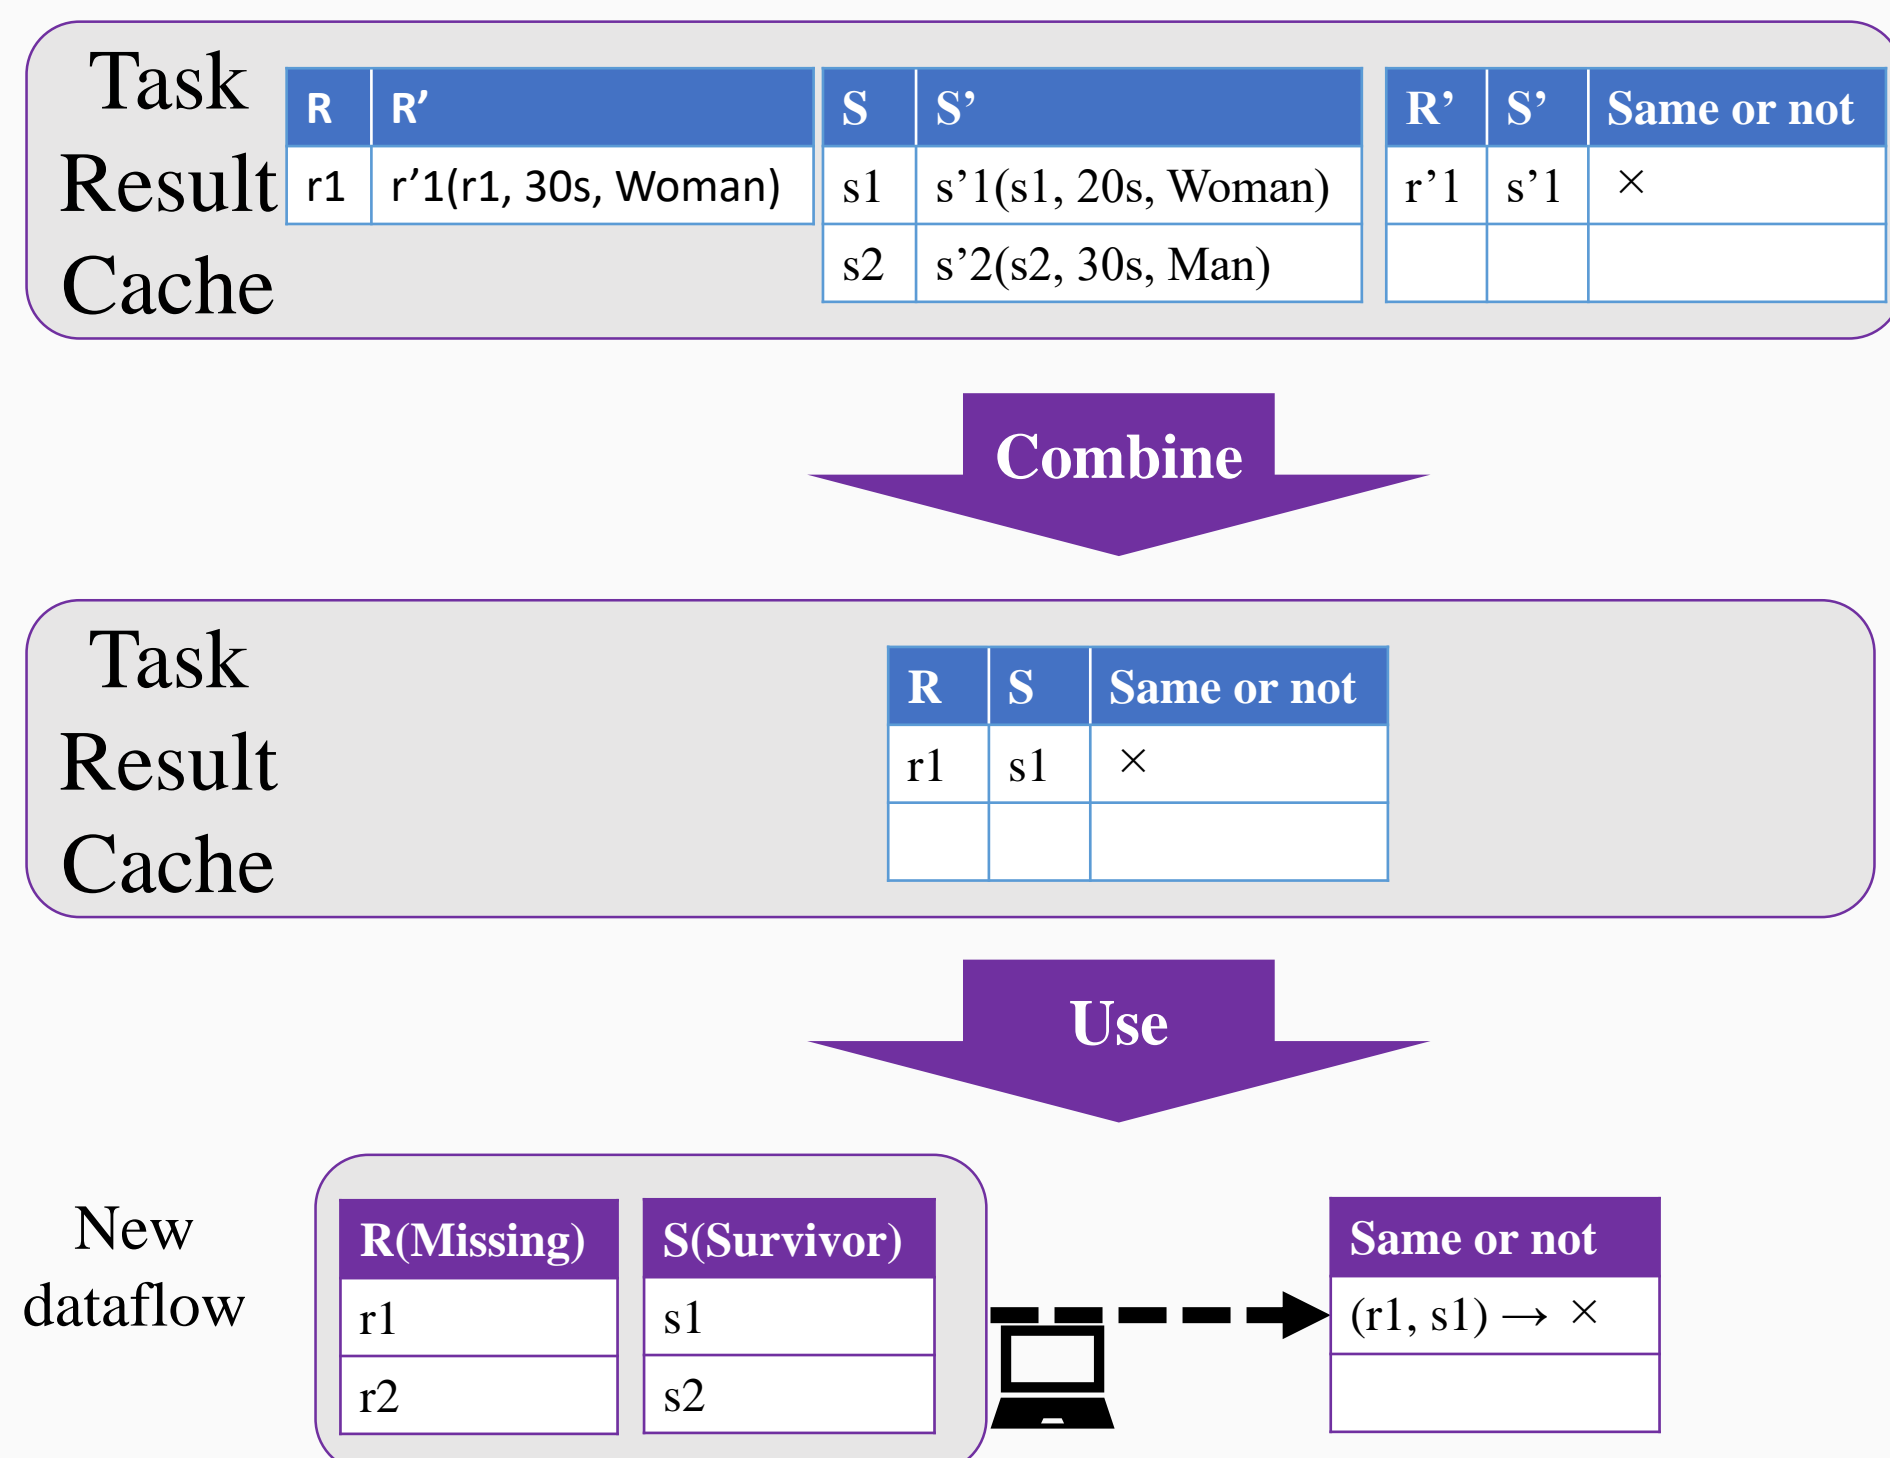 Task
Result
Cache
R R’
r1 r’1(r1, 30s, Woman)
S S’
s1 s’1(s1, 20s, Woman)
s2 s’2(s2, 30s, Man)
R’ S’ Same or not
r’1 s’1 ×
Combine
Task
Result
Cache
R S Same or not
r1 s1 ×
Use
New
dataflow
R(Missing)
r1
r2
S(Survivor)
s1
s2
Same or not
(r1, s1) → ×